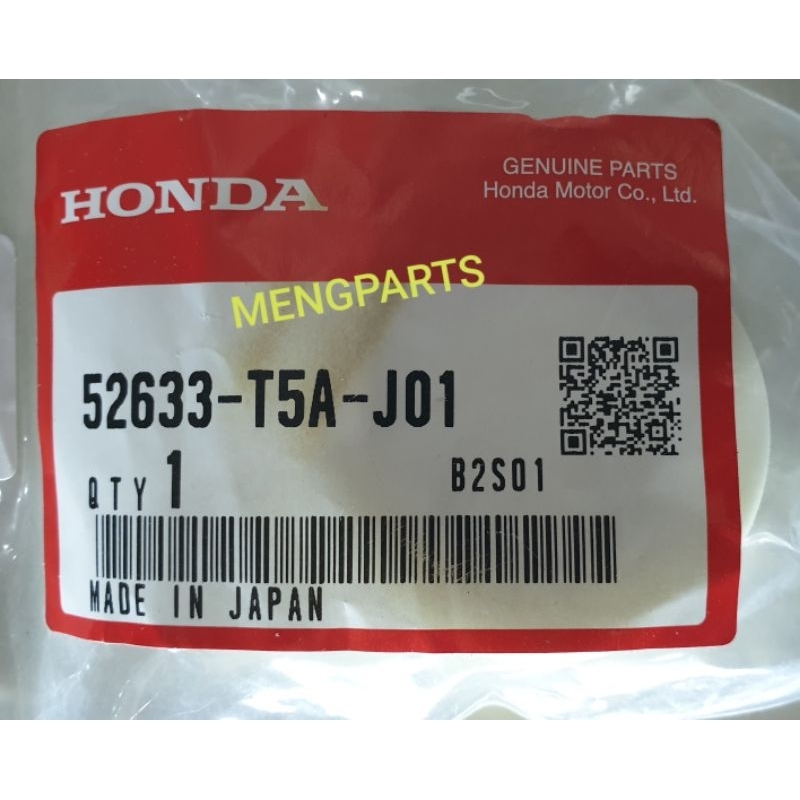 GENUINE PARTS
HONDA
Honda Motor Co., Ltd.
MENGPARTS
52633-T5A-J01
QTY 1
B2S01
MADE IN JAPAN